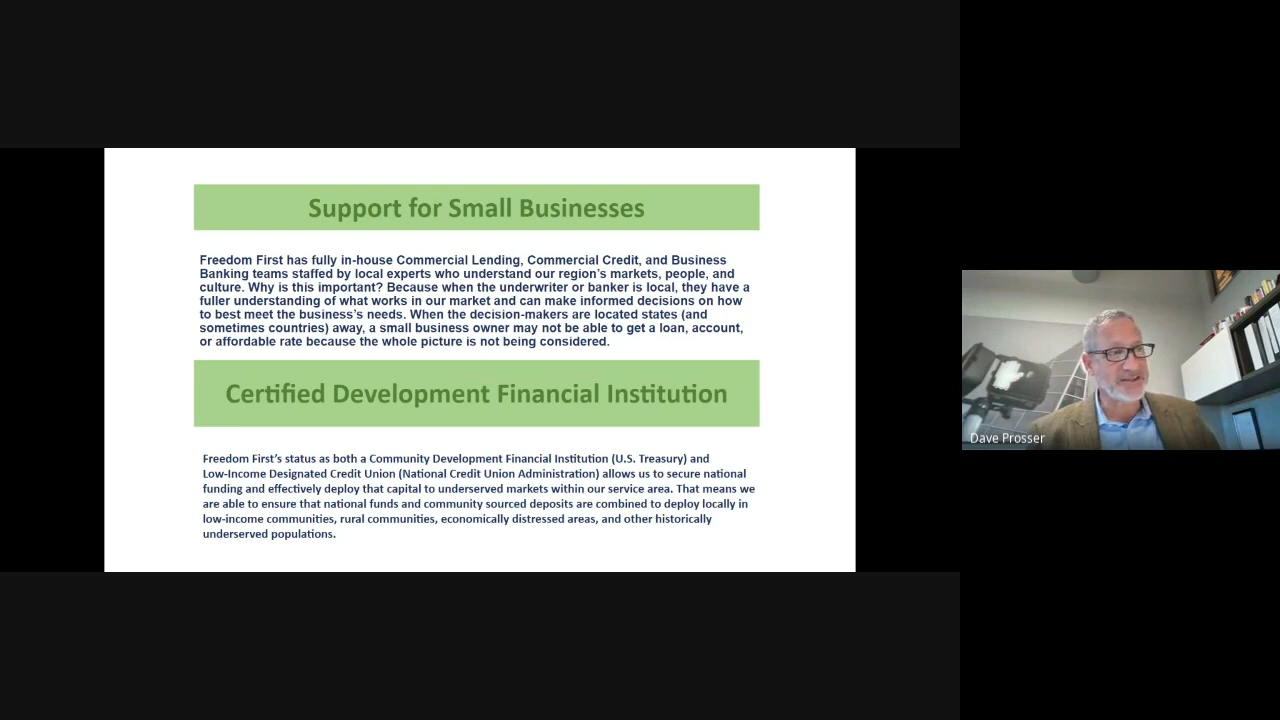 Support for Small Businesses
Freedom First has fully in-house Commercial Lending, Commercial Credit, and Business
Banking teams staffed by local experts who understand our region’s markets, people, and
culture. Why is this important? Because when the underwriter or banker is local, they have a
fuller understanding of what works in our market and can make informed decisions on how
to best meet the business’s needs. When the decision-makers are located states (and
sometimes countries) away, a small business owner may not be able to get a loan, account,
or affordable rate because the whole picture is not being considered.
Certified Development Financial Institution
Freedom First’s status as both a Community Development Financial Institution (U.S. Treasury) and
Low-Income Designated Credit Union (National Credit Union Administration) allows us to secure national
funding and effectively deploy that capital to underserved markets within our service area. That means we
are able to ensure that national funds and community sourced deposits are combined to deploy locally in
low-income communities, rural communities, economically distressed areas, and other historically
underserved populations.
Dave Prosser